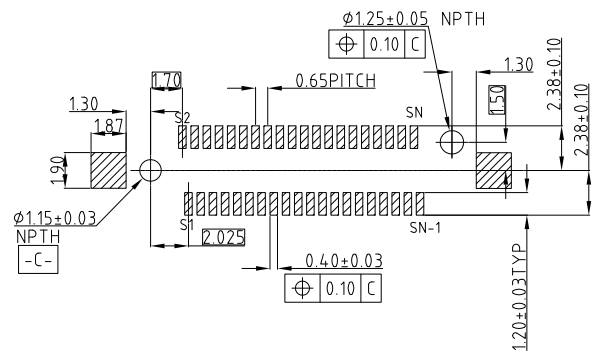 Ø1.25±0.05 NPTH
⌖ 0.10 C
1.70
0.65PITCH
1.30
1.30
1.50
2.38±0.10
2.38±0.10
1.87
S2
SN
1.90
Ø1.15±0.03
NPTH
-C-
S1
2.025
SN-1
0.40±0.03
⌖ 0.10 C
1.20±0.03TYP